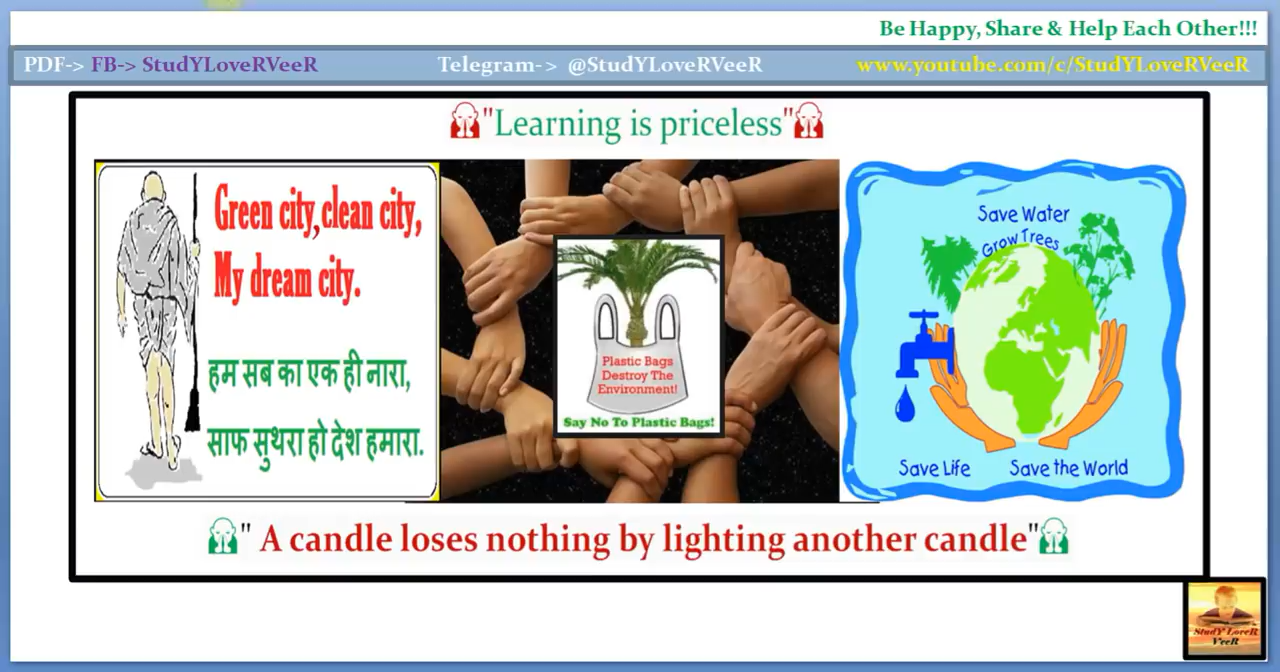 Be Happy, Share & Help Each Other!!!
PDF-> FB-> StudYLoveRVeeR
Telegram-> @StudYLoveRVeeR
www.youtube.com/c/StudYLoveRVeeR
"Learning is priceless"
Green city, clean city,
My dream city.
हम सब का एक ही नारा,
साफ सुथरा हो देश हमारा.
Plastic Bags
Destroy The
Environment!
Say No To Plastic Bags!
Save Water
Grow Trees
Save Life
Save the World
" A candle loses nothing by lighting another candle"
StudY LoveR
VeeR